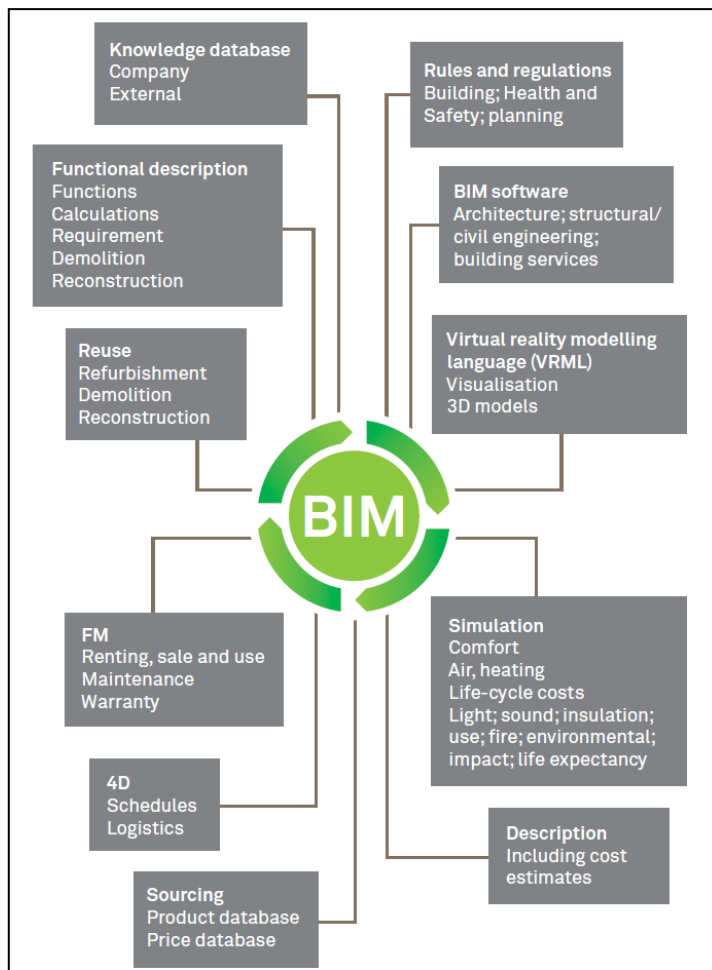 Knowledge database
Company
External
Rules and regulations
Building; Health and
Safety; planning
Functional description
Functions
Calculations
Requirement
Demolition
Reconstruction
BIM software
Architecture; structural/
civil engineering;
building services
Reuse
Refurbishment
Demolition
Reconstruction
Virtual reality modelling
language (VRML)
Visualisation
3D models
BIM
FM
Renting, sale and use
Maintenance
Warranty
Simulation
Comfort
Air, heating
Life-cycle costs
Light; sound; insulation;
use; fire; environmental;
impact; life expectancy
4D
Schedules
Logistics
Description
Including cost
estimates
Sourcing
Product database
Price database